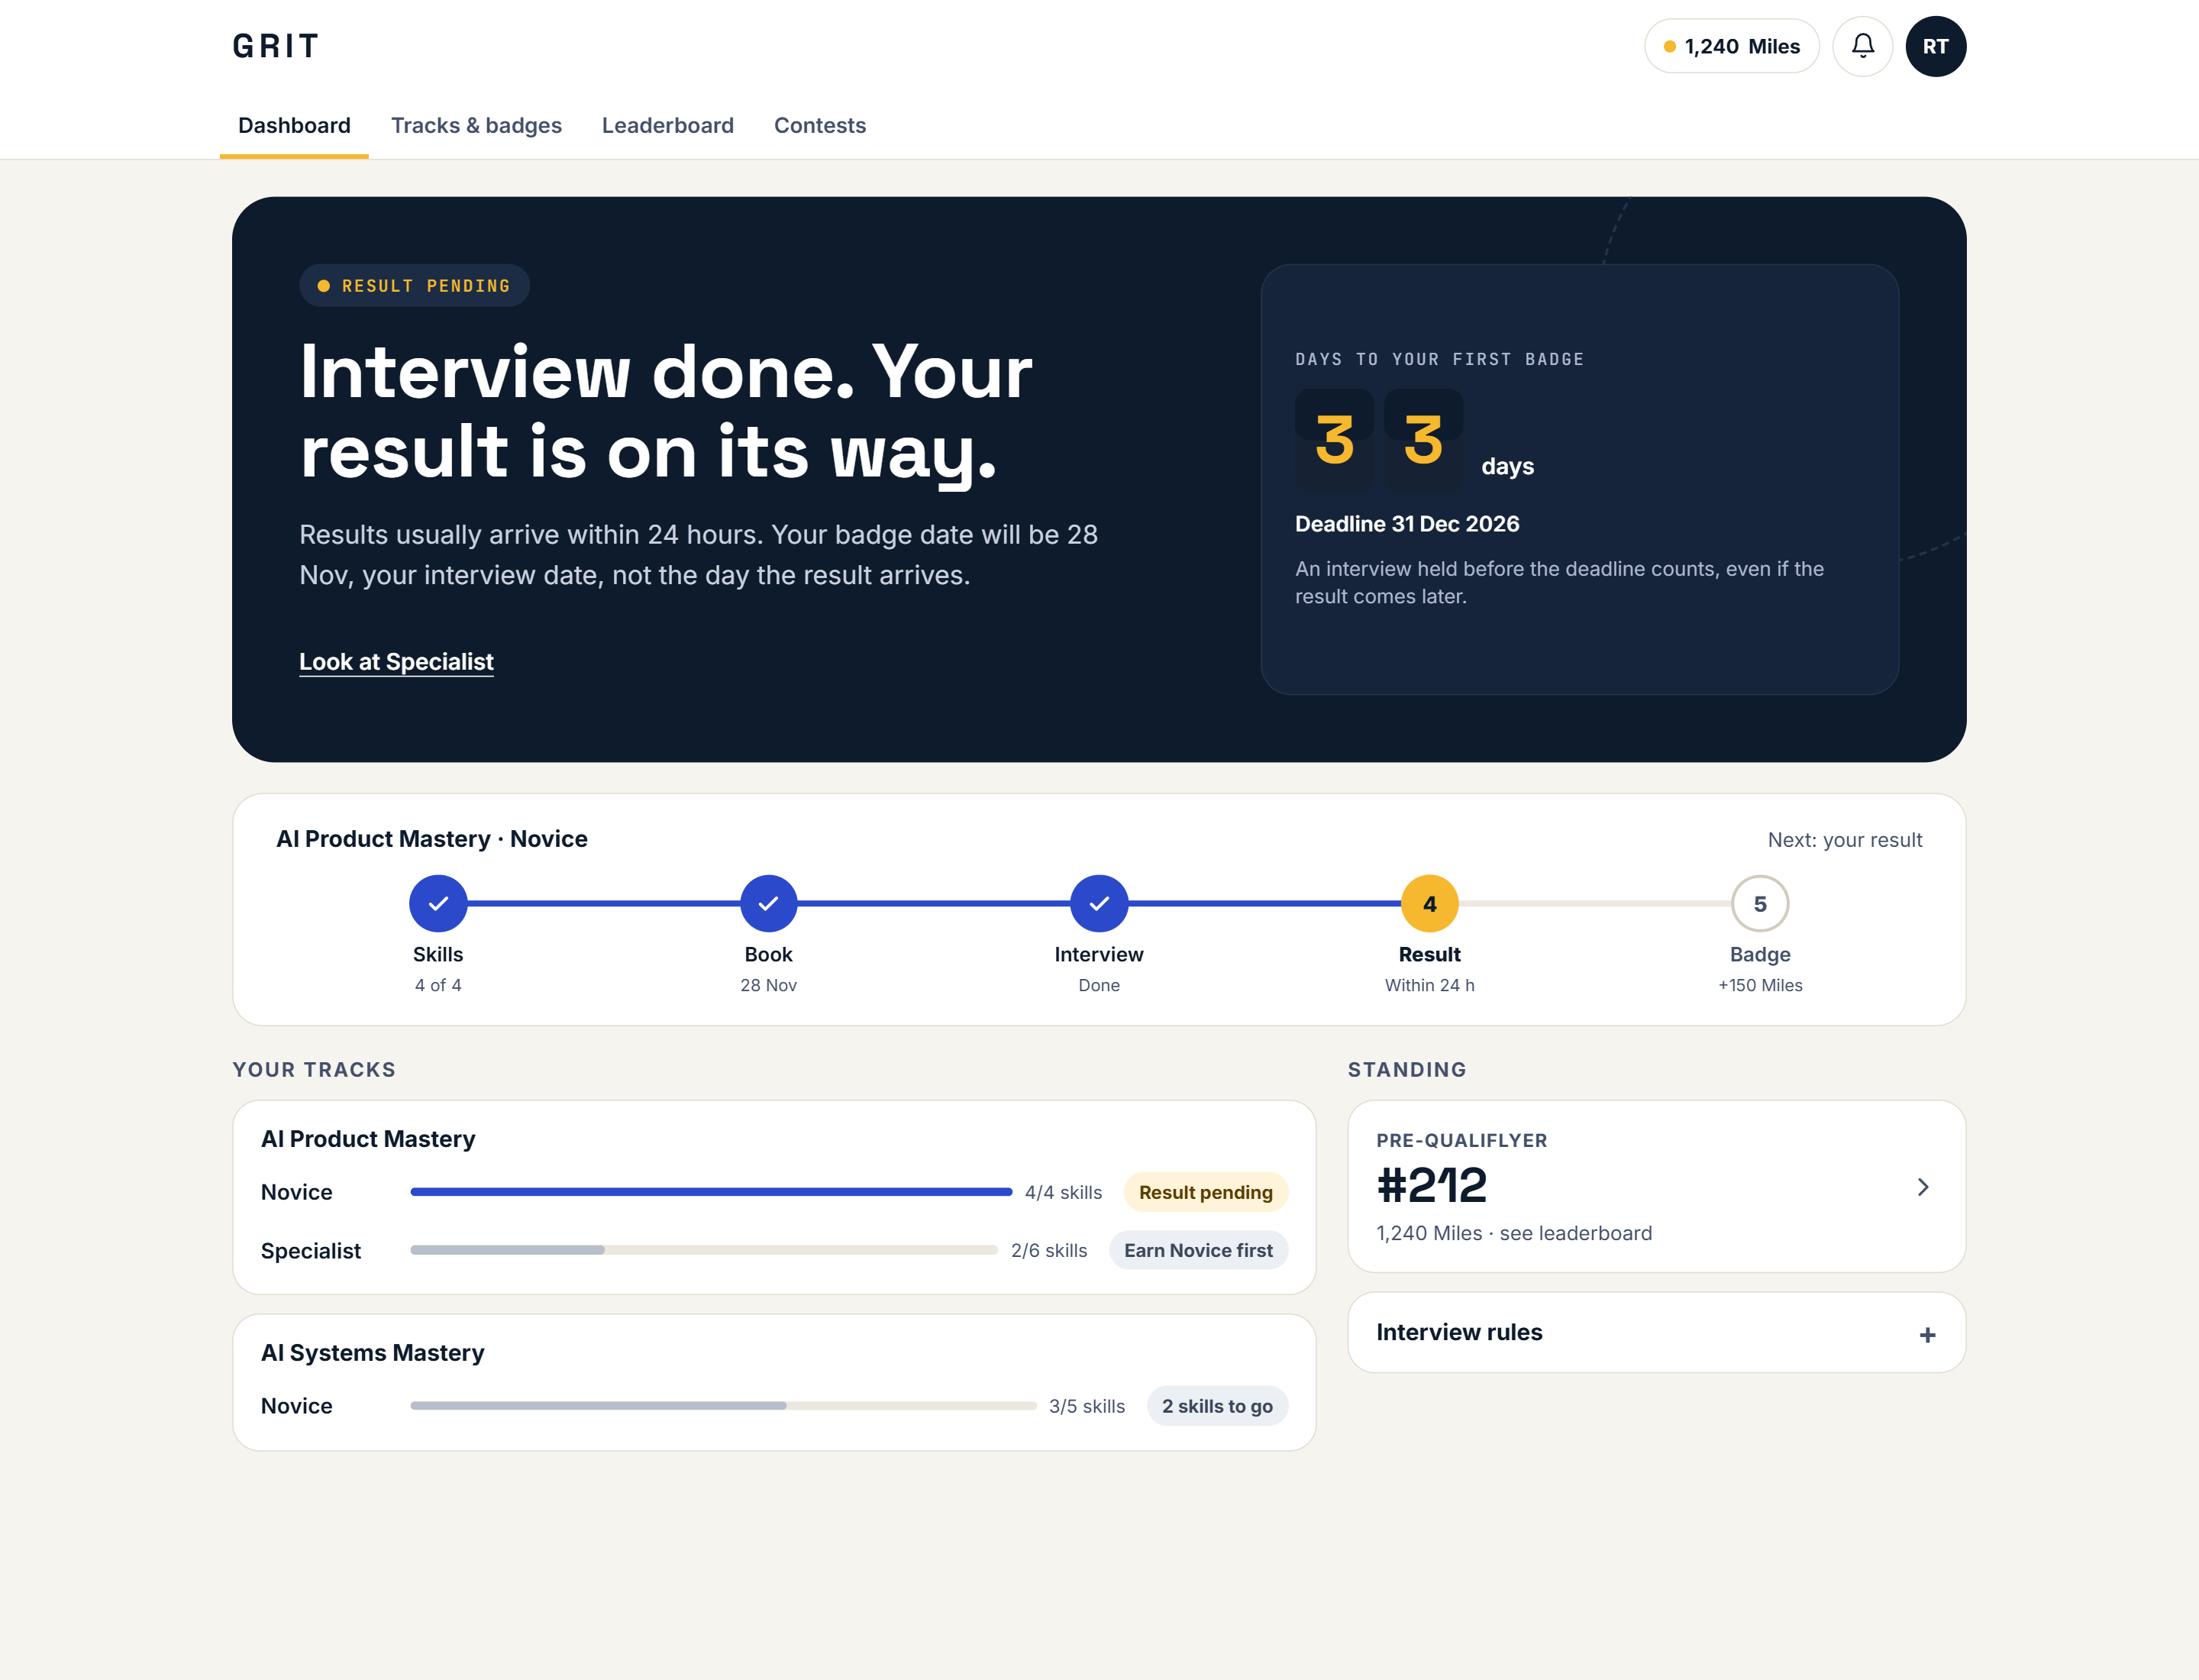 GRIT
1,240 Miles
RT
Dashboard
Tracks & badges
Leaderboard
Contests
RESULT PENDING
Interview done. Your
result is on its way.
Results usually arrive within 24 hours. Your badge date will be 28
Nov, your interview date, not the day the result arrives.
Look at Specialist
DAYS TO YOUR FIRST BADGE
3 3 days
Deadline 31 Dec 2026
An interview held before the deadline counts, even if the
result comes later.
AI Product Mastery · Novice
Next: your result
4
5
Skills
Book
Interview
Result
Badge
4 of 4
28 Nov
Done
Within 24 h
+150 Miles
YOUR TRACKS
AI Product Mastery
Novice
4/4 skills
Result pending
Specialist
2/6 skills
Earn Novice first
AI Systems Mastery
Novice
3/5 skills
2 skills to go
STANDING
PRE-QUALIFLYER
#212
1,240 Miles · see leaderboard
Interview rules
+